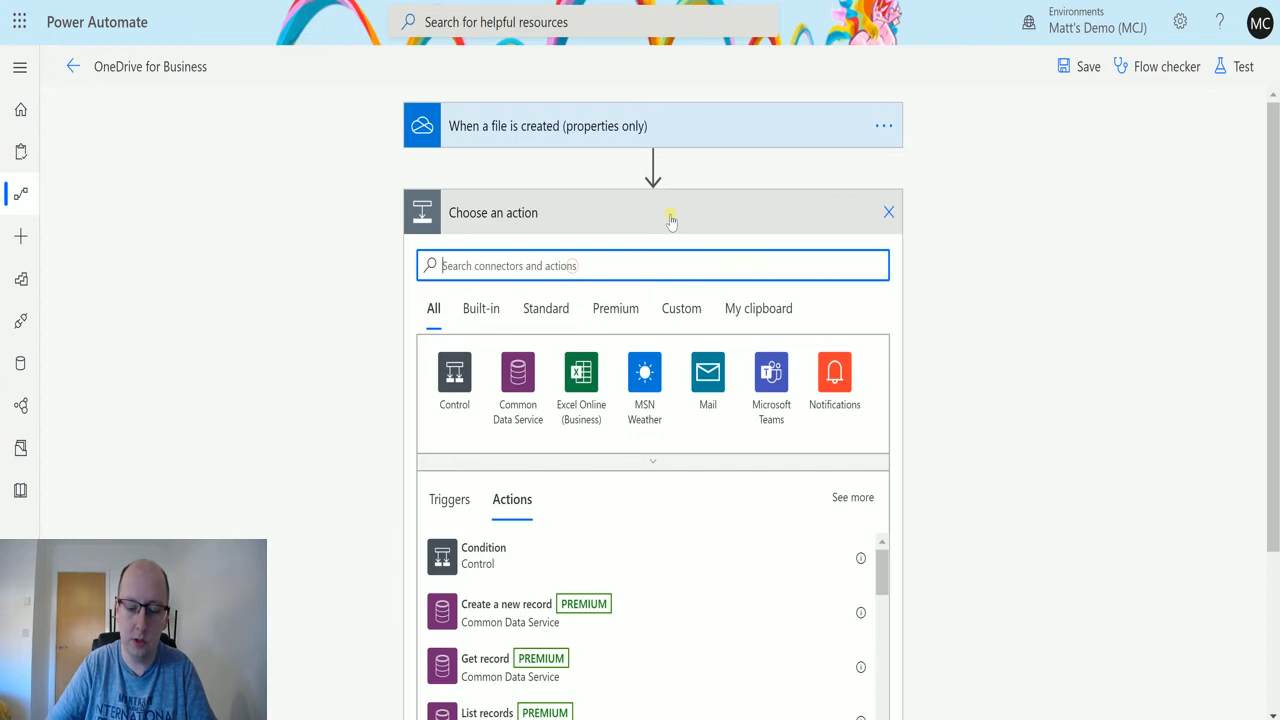 Power Automate
Search for helpful resources
Environments
Matt's Demo (MCJ)
MC
OneDrive for Business
Save
Flow checker
Test
When a file is created (properties only)
Choose an action
Search connectors and actions
All
Built-in
Standard
Premium
Custom
My clipboard
Control
Common
Data Service
Excel Online
(Business)
MSN
Weather
Mail
Microsoft
Teams
Notifications
Triggers
Actions
See more
Condition
Control
Create a new record PREMIUM
Common Data Service
Get record PREMIUM
Common Data Service
List records PREMIUM